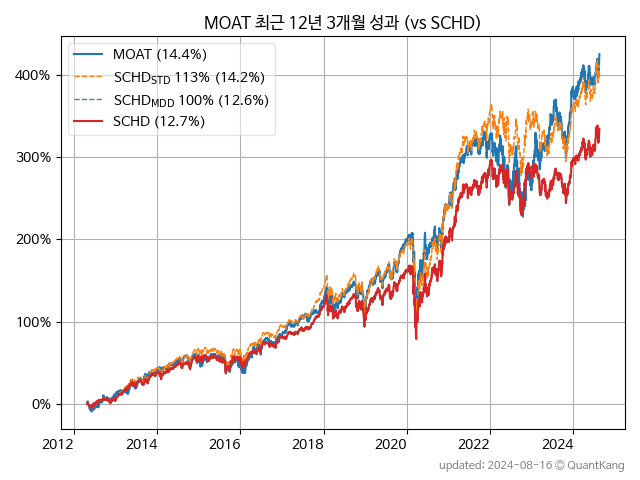 MOAT 최근 12년 3개월 성과 (vs SCHD)
MOAT (14.4%)
SCHD_STD 113% (14.2%)
SCHD_MDD 100% (12.6%)
SCHD (12.7%)
400%
300%
200%
100%
0%
2012 2014 2016 2018 2020 2022 2024
updated: 2024-08-16 © QuantKang